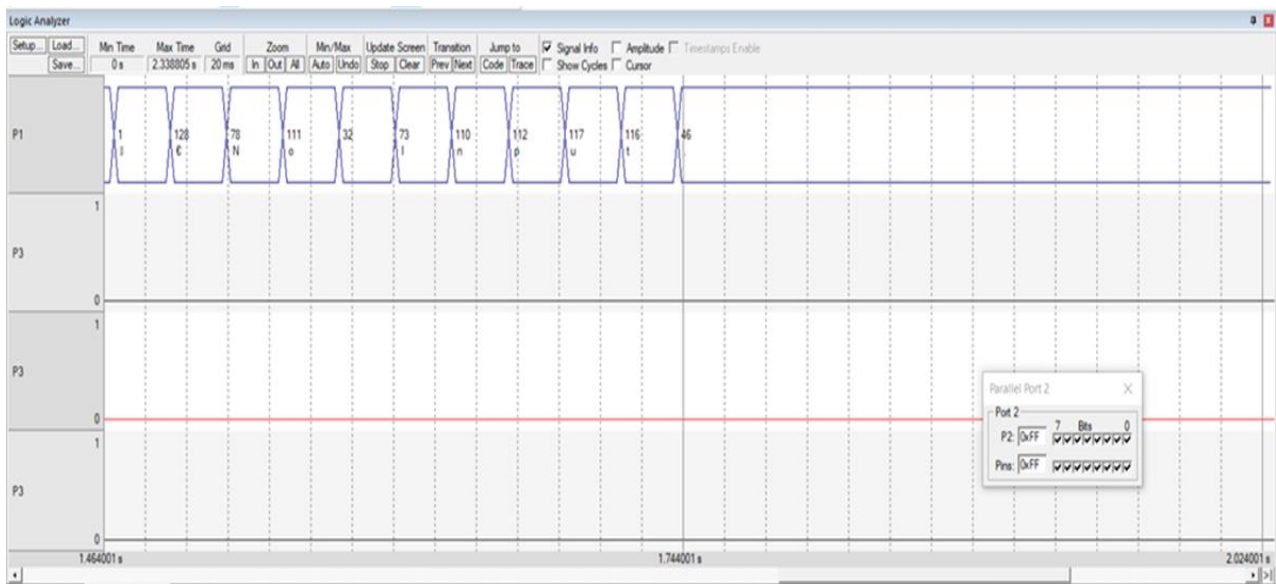 Logic Analyzer
Setup... Load... Min Time Max Time Grid Zoom Min/Max Update Screen Transition Jump to Signal Info Amplitude Timestamps Enable
Save... 0 s 2.338805 s 20 ms In Out All Auto Undo Stop Clear Prev Next Code Trace Show Cycles Cursor
P1
1 128 78 111 32 73 110 112 117 116 46
€ N o I n p u t
1
P3
0
1
P3
0
1
P3
0
Parallel Port 2
Port 2
7 Bits 0
P2: 0xFF
Pins: 0xFF
1.464001 s 1.744001 s 2.024001 s